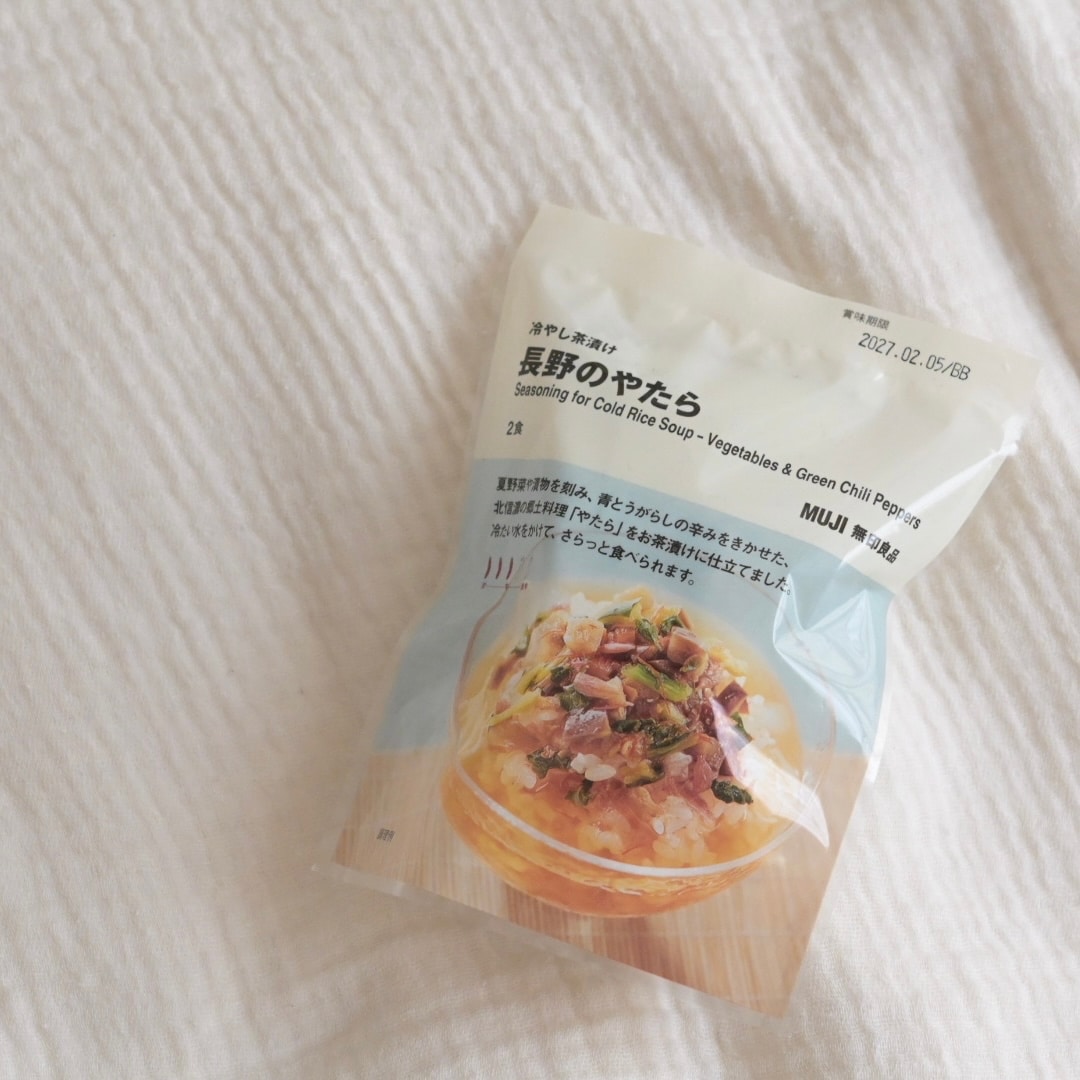 賞味期限
2027.02.05/BB
冷やし茶漬け
長野のやたら
Seasoning for Cold Rice Soup - Vegetables & Green Chili Peppers
2食
MUJI 無印良品
夏野菜や漬物を刻み、青とうがらしの辛みをきかせた、
北信濃の郷土料理「やたら」をお茶漬けに仕立てました。
冷たい水をかけて、さらっと食べられます。